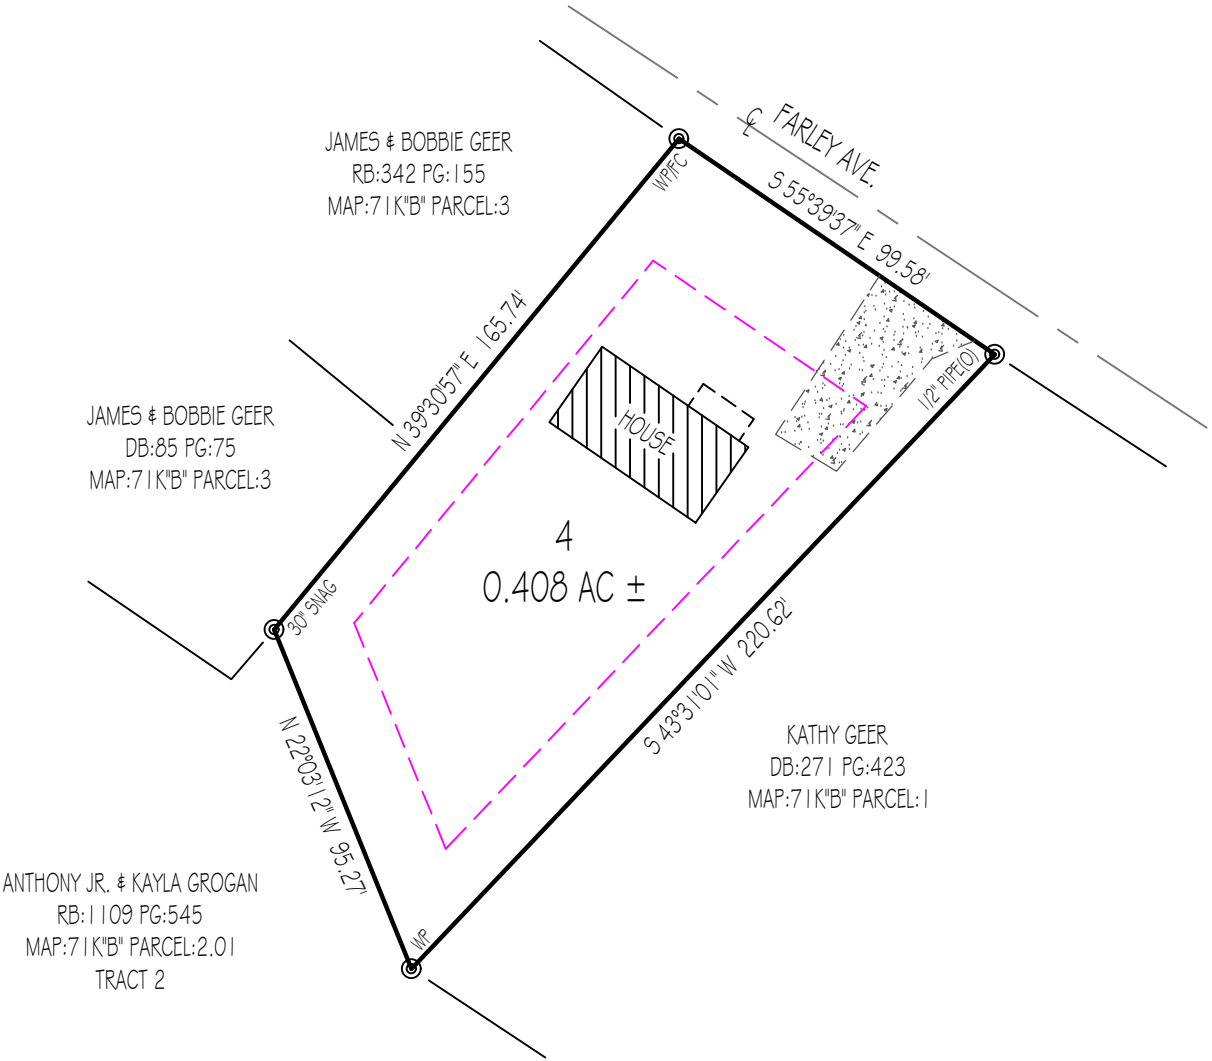 ℄ FARLEY AVE.
JAMES & BOBBIE GEER
RB:342 PG:155
MAP:71K"B" PARCEL:3
WP/FC
S 55°39'37" E 99.58'
N 39°30'57" E 165.74'
1/2" PIPE(O)
JAMES & BOBBIE GEER
DB:85 PG:75
MAP:71K"B" PARCEL:3
HOUSE
4
0.408 AC ±
30" SNAG
S 43°31'01" W 220.62'
N 22°03'12" W 95.27'
KATHY GEER
DB:271 PG:423
MAP:71K"B" PARCEL:1
ANTHONY JR. & KAYLA GROGAN
RB:1109 PG:545
MAP:71K"B" PARCEL:2.01
TRACT 2
WP